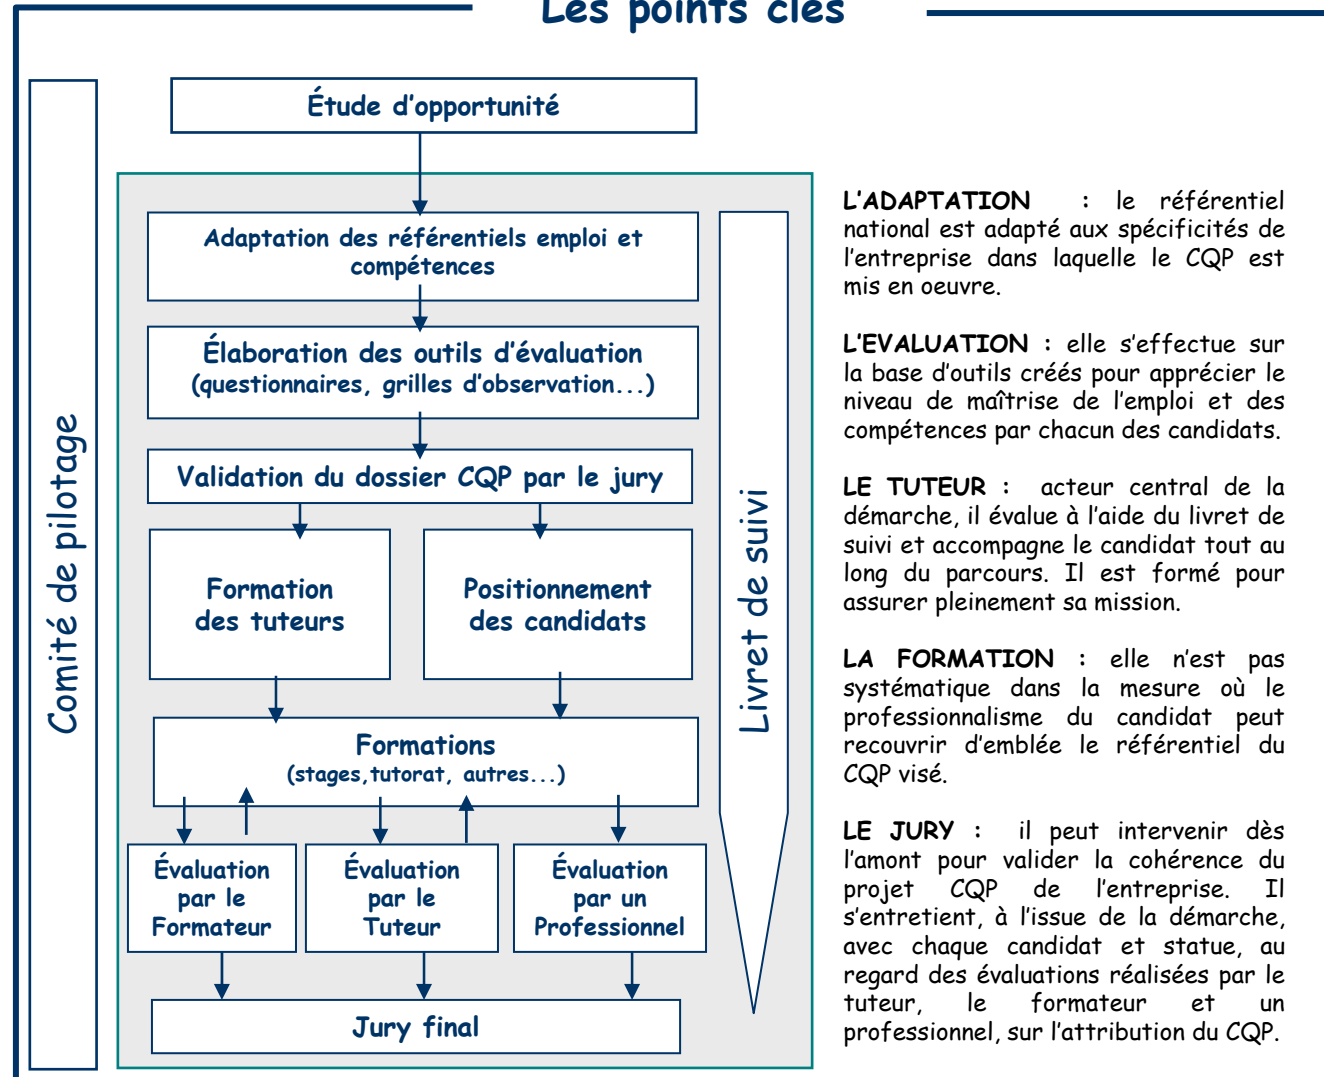 Les points clés
Comité de pilotage
Étude d'opportunité
Adaptation des référentiels emploi et
compétences
Élaboration des outils d'évaluation
(questionnaires, grilles d'observation...)
Validation du dossier CQP par le jury
Formation
des tuteurs
Positionnement
des candidats
Formations
(stages,tutorat, autres...)
Évaluation
par le
Formateur
Évaluation
par le
Tuteur
Évaluation
par un
Professionnel
Jury final
Livret de suivi
L'ADAPTATION : le référentiel
national est adapté aux spécificités de
l'entreprise dans laquelle le CQP est
mis en oeuvre.
L'EVALUATION : elle s'effectue sur
la base d'outils créés pour apprécier le
niveau de maîtrise de l'emploi et des
compétences par chacun des candidats.
LE TUTEUR : acteur central de la
démarche, il évalue à l'aide du livret de
suivi et accompagne le candidat tout au
long du parcours. Il est formé pour
assurer pleinement sa mission.
LA FORMATION : elle n'est pas
systématique dans la mesure où le
professionnalisme du candidat peut
recouvrir d'emblée le référentiel du
CQP visé.
LE JURY : il peut intervenir dès
l'amont pour valider la cohérence du
projet CQP de l'entreprise. Il
s'entretient, à l'issue de la démarche,
avec chaque candidat et statue, au
regard des évaluations réalisées par le
tuteur, le formateur et un
professionnel, sur l'attribution du CQP.